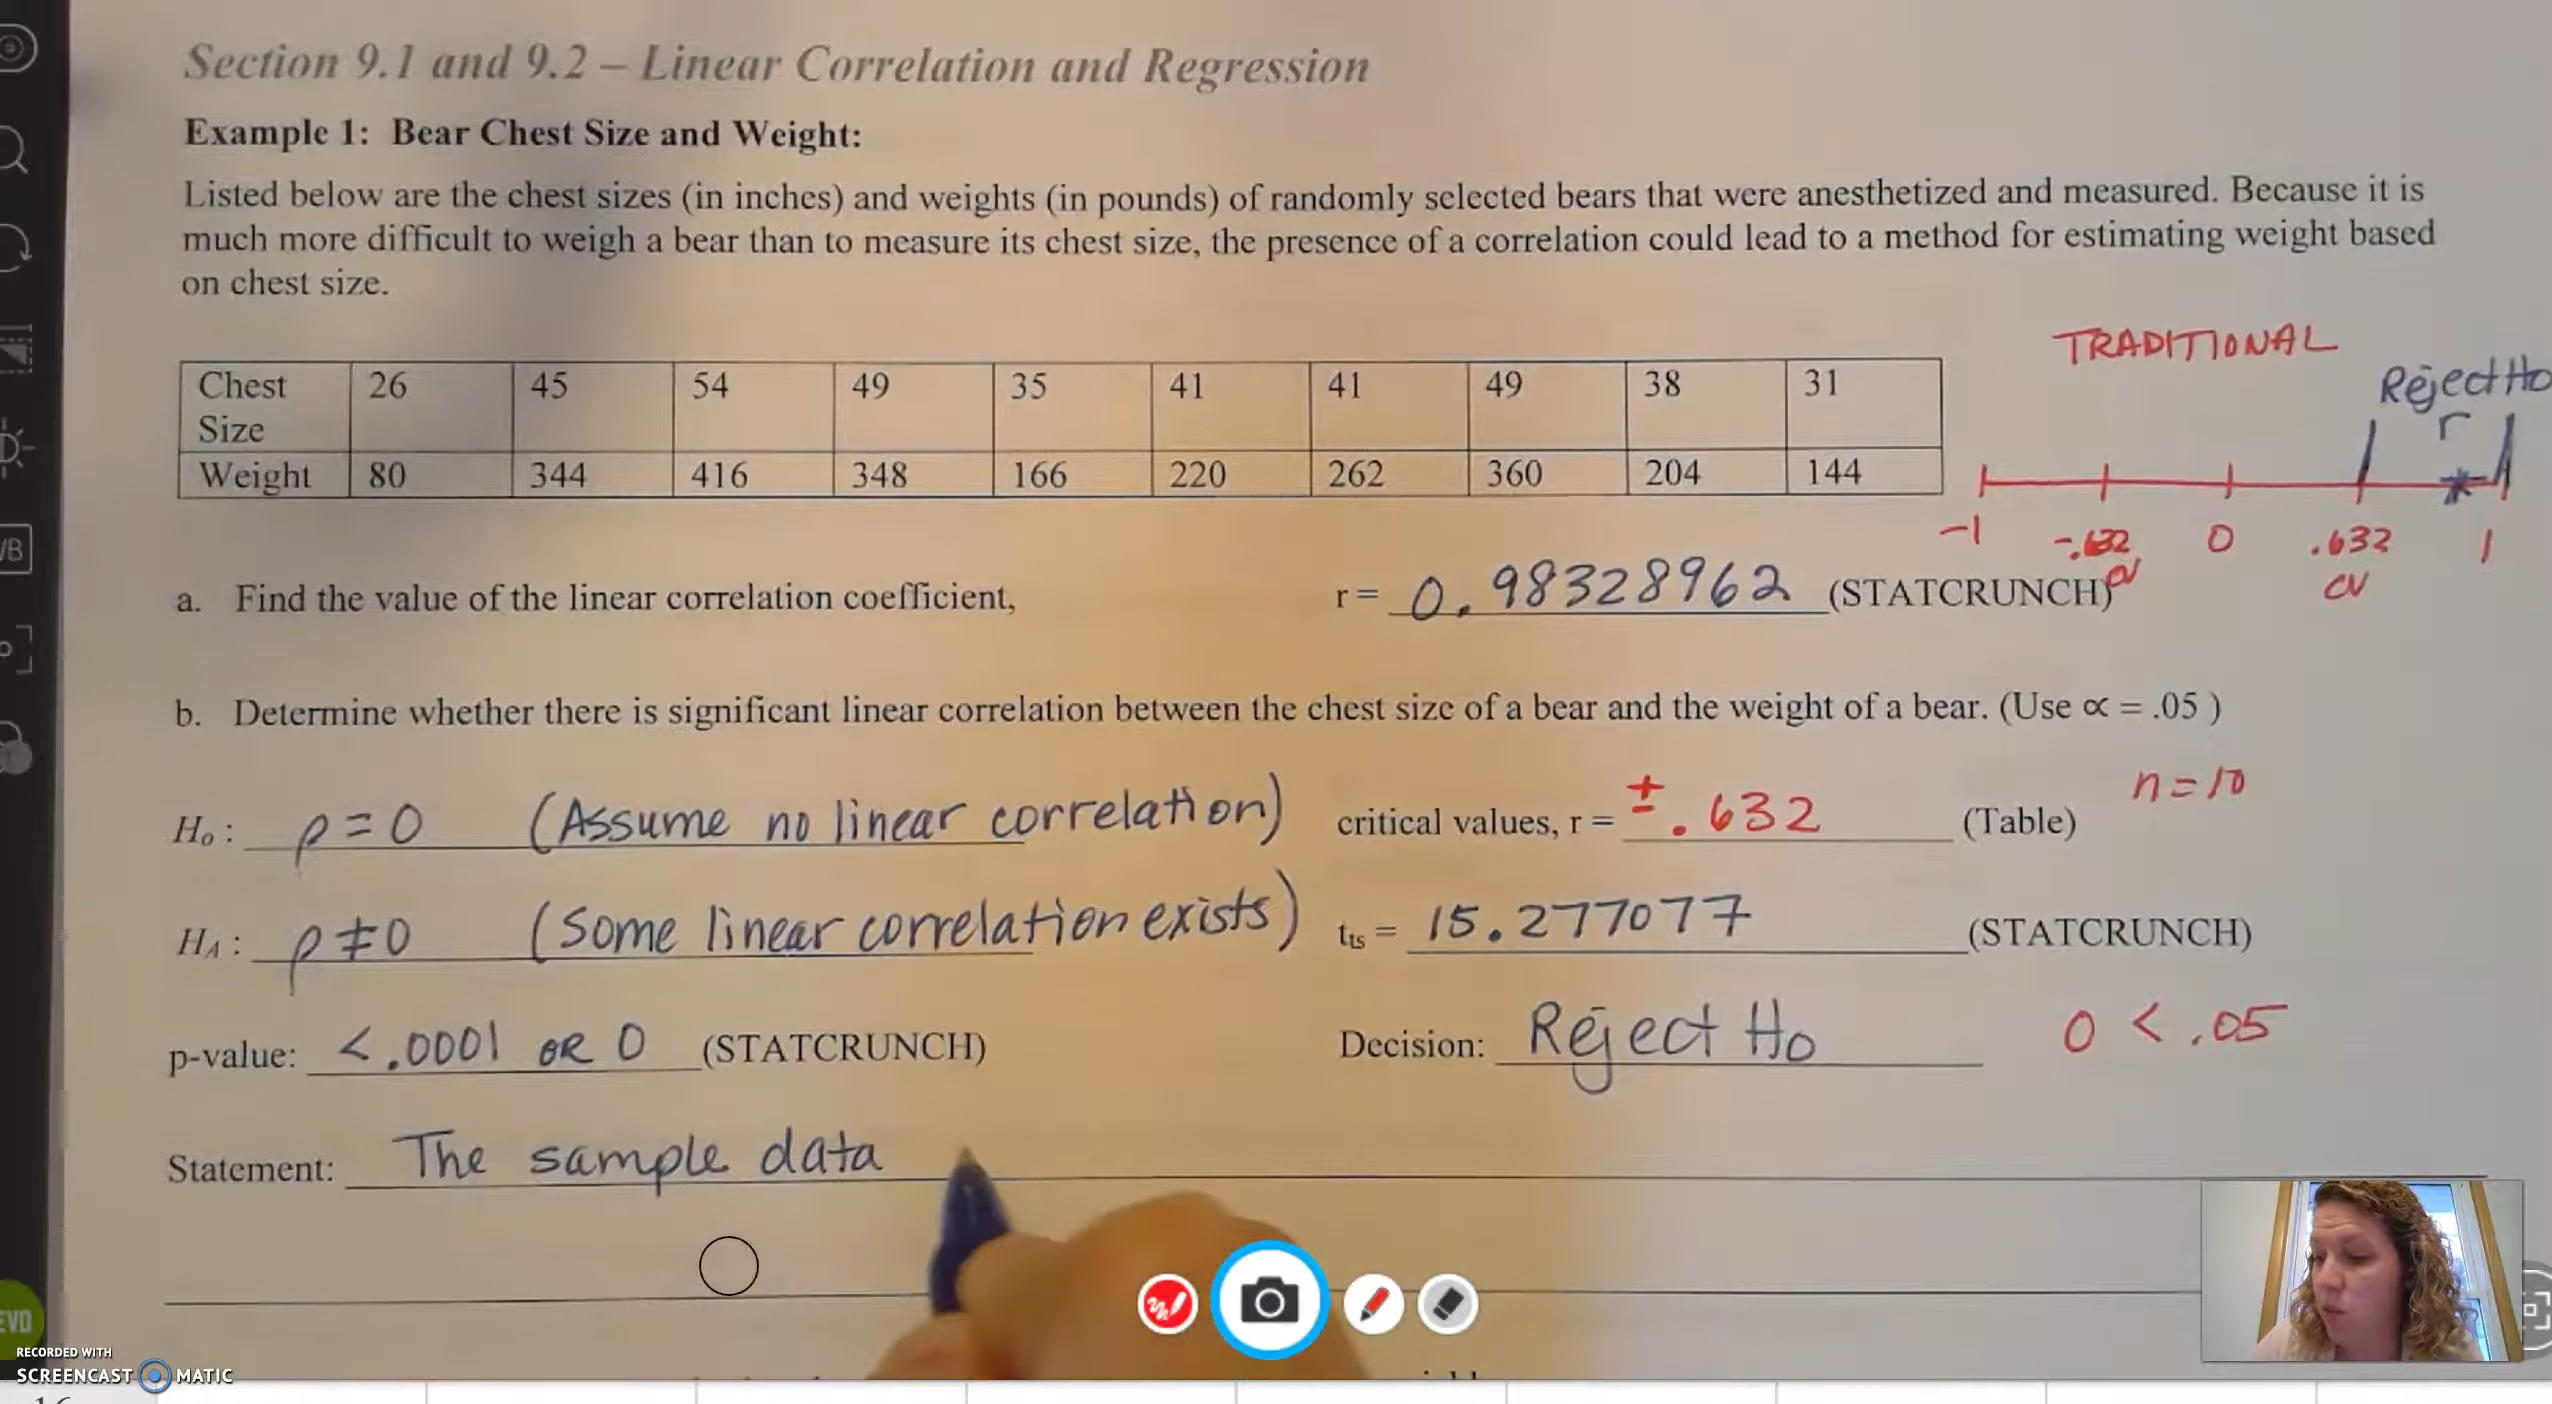 Section 9.1 and 9.2 – Linear Correlation and Regression
Example 1: Bear Chest Size and Weight:
Listed below are the chest sizes (in inches) and weights (in pounds) of randomly selected bears that were anesthetized and measured. Because it is
much more difficult to weigh a bear than to measure its chest size, the presence of a correlation could lead to a method for estimating weight based
on chest size.
TRADITIONAL
Reject Ho
r
Chest Size 26 45 54 49 35 41 41 49 38 31
Weight 80 344 416 348 166 220 262 360 204 144
-1 -.632 0 .632 1
CV CV
a. Find the value of the linear correlation coefficient, r = 0.98328962 (STATCRUNCH)
b. Determine whether there is significant linear correlation between the chest size of a bear and the weight of a bear. (Use ∝ = .05 )
Ho : ρ = 0 (Assume no linear correlation) critical values, r = ± .632 (Table) n = 10
HA : ρ ≠ 0 (Some linear correlation exists) tts = 15.277077 (STATCRUNCH)
p-value: < .0001 OR 0 (STATCRUNCH) Decision: Reject Ho 0 < .05
Statement: The sample data
/B
EVO
RECORDED WITH
SCREENCAST MATIC